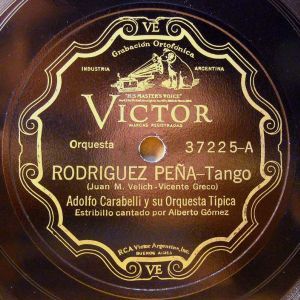 VE
Grabación Ortofónica
INDUSTRIA ARGENTINA
"HIS MASTER'S VOICE"
VICTOR
MARCAS REGISTRADAS
Orquesta 37225-A
RODRIGUEZ PEÑA-Tango
(Juan M. Velich-Vicente Greco)
Adolfo Carabelli y su Orquesta Típica
Estribillo cantado por Alberto Gómez
R.C.A. Victor Argentina, Inc.
BUENOS AIRES
VE